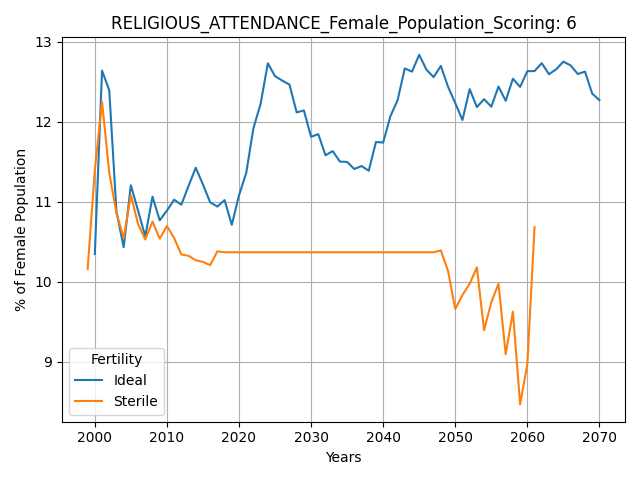 RELIGIOUS_ATTENDANCE_Female_Population_Scoring: 6
% of Female Population
13
12
11
10
9
Fertility
Ideal
Sterile
2000 2010 2020 2030 2040 2050 2060 2070
Years